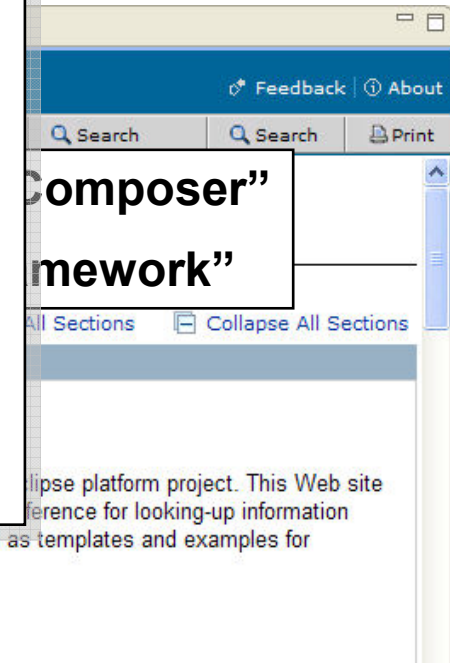 Feedback | About
Search Search Print
Composer”
mework”
All Sections Collapse All Sections
clipse platform project. This Web site
ference for looking-up information
as templates and examples for